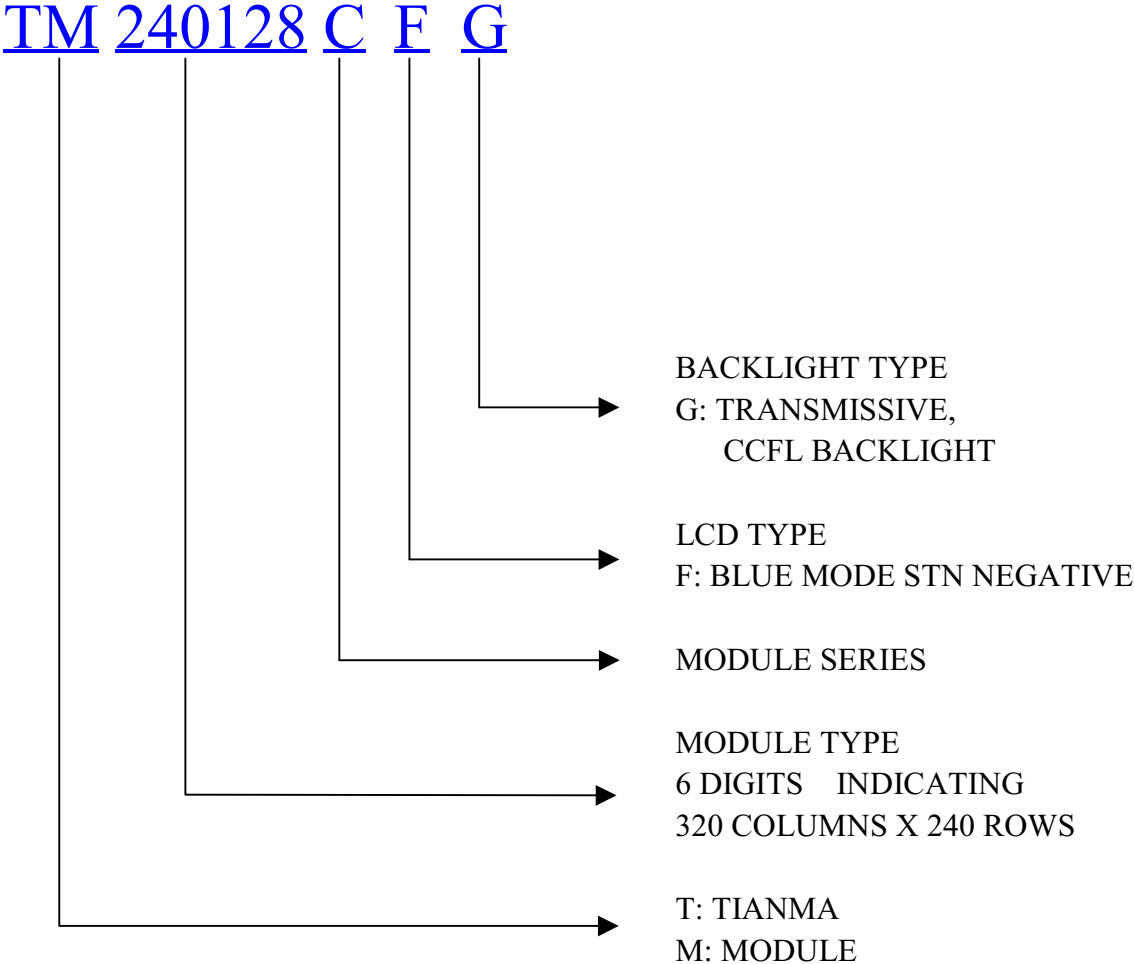 TM 240128 C F G
BACKLIGHT TYPE
G: TRANSMISSIVE,
CCFL BACKLIGHT
LCD TYPE
F: BLUE MODE STN NEGATIVE
MODULE SERIES
MODULE TYPE
6 DIGITS INDICATING
320 COLUMNS X 240 ROWS
T: TIANMA
M: MODULE